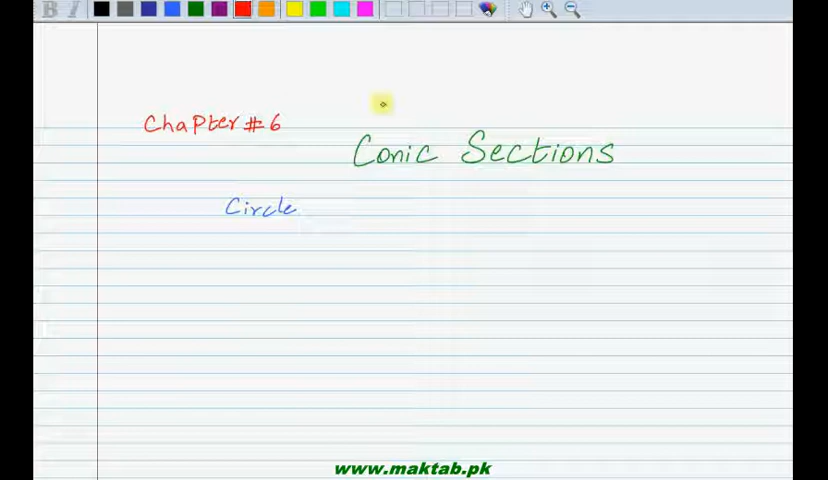 B I
Chapter # 6
Conic Sections
Circle
www.maktab.pk